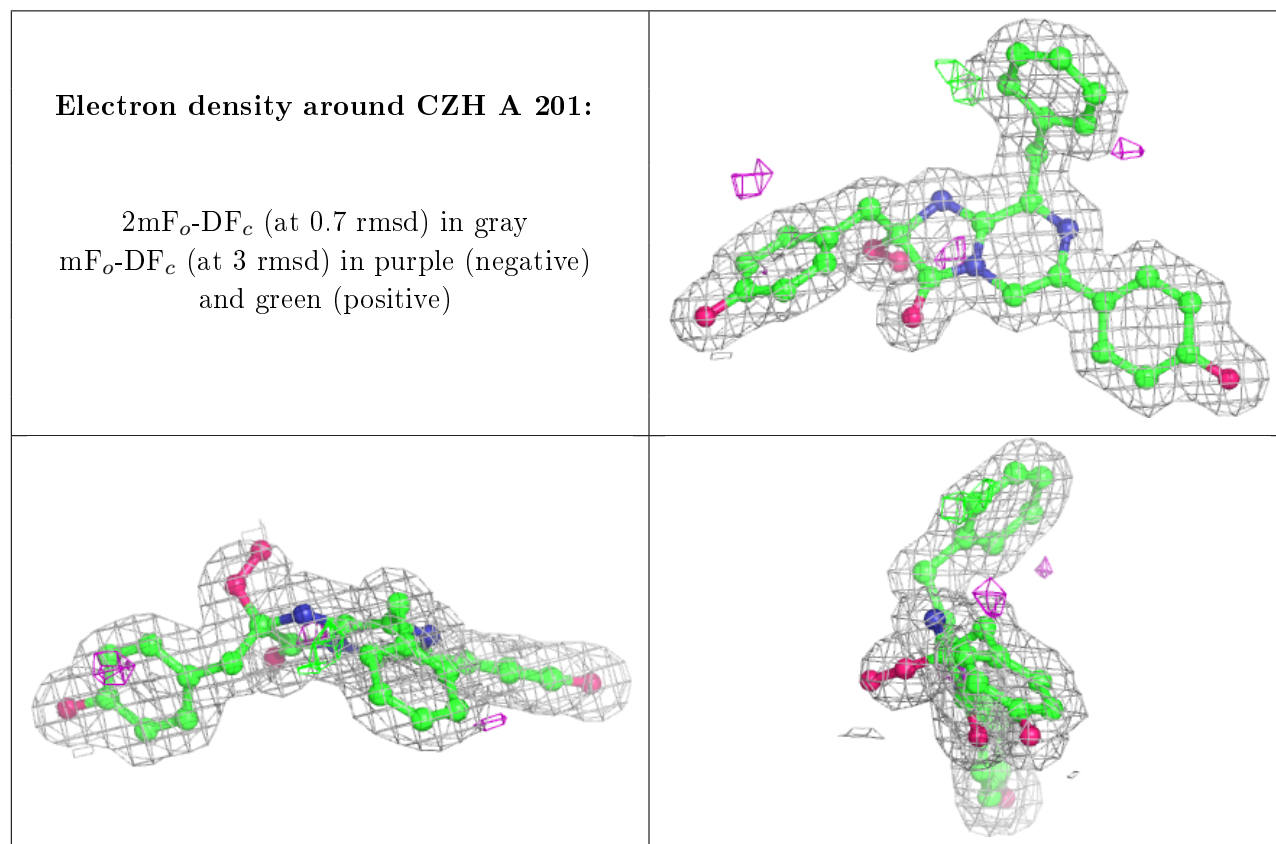 Electron density around CZH A 201:
2mFo-DFc (at 0.7 rmsd) in gray
mFo-DFc (at 3 rmsd) in purple (negative)
and green (positive)